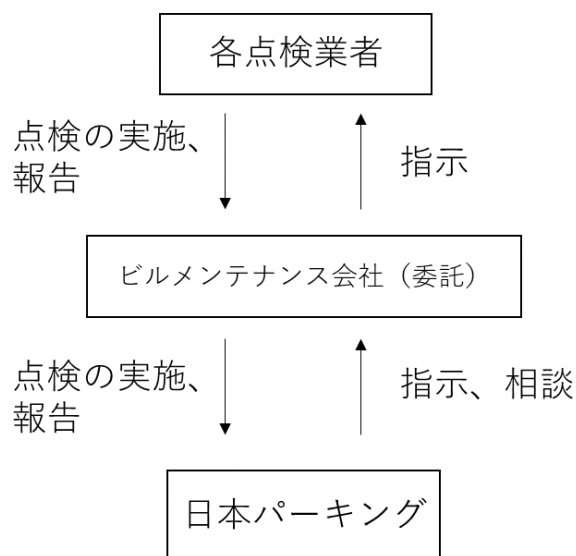 各点検業者
点検の実施、
報告
指示
ビルメンテナンス会社（委託）
点検の実施、
報告
指示、相談
日本パーキング